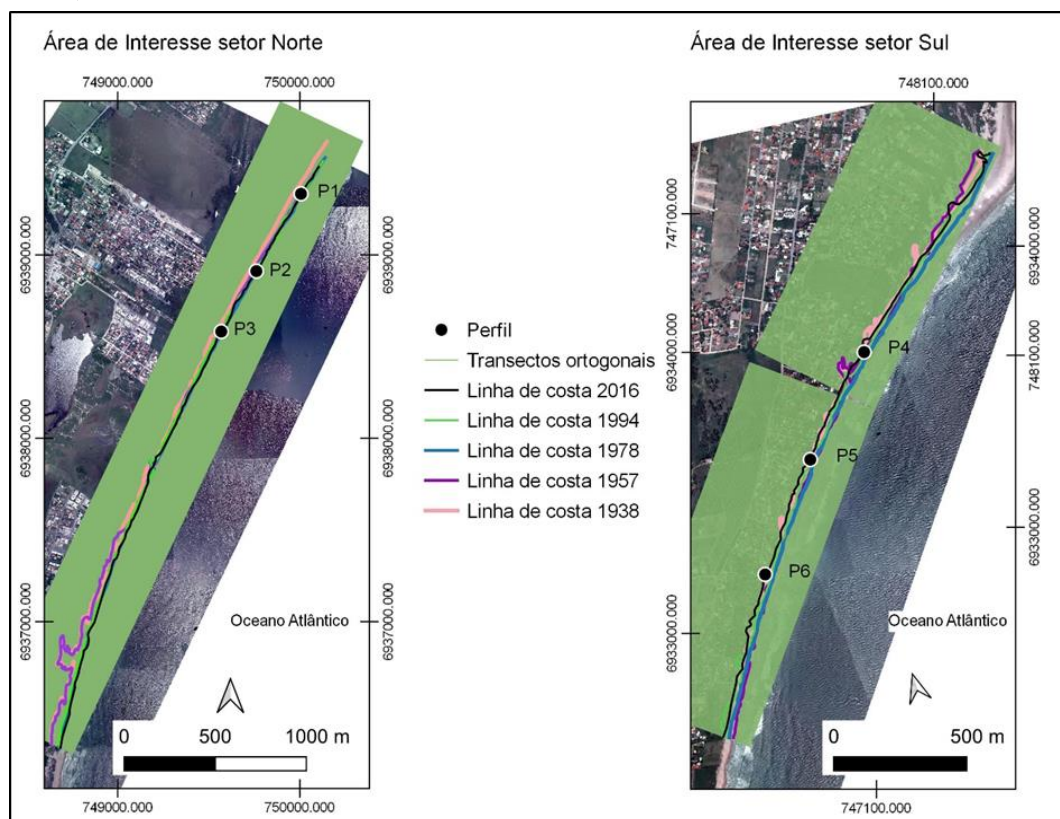 Área de Interesse setor Norte
749000.000
750000.000
6939000.000
6939000.000
6938000.000
6938000.000
6937000.000
6937000.000
P1
P2
P3
Oceano Atlântico
0
500
1000 m
749000.000
750000.000
Perfil
Transectos ortogonais
Linha de costa 2016
Linha de costa 1994
Linha de costa 1978
Linha de costa 1957
Linha de costa 1938
Área de Interesse setor Sul
748100.000
747100.000
6934000.000
6934000.000
748100.000
6933000.000
6933000.000
P4
P5
P6
Oceano Atlântico
0
500 m
747100.000